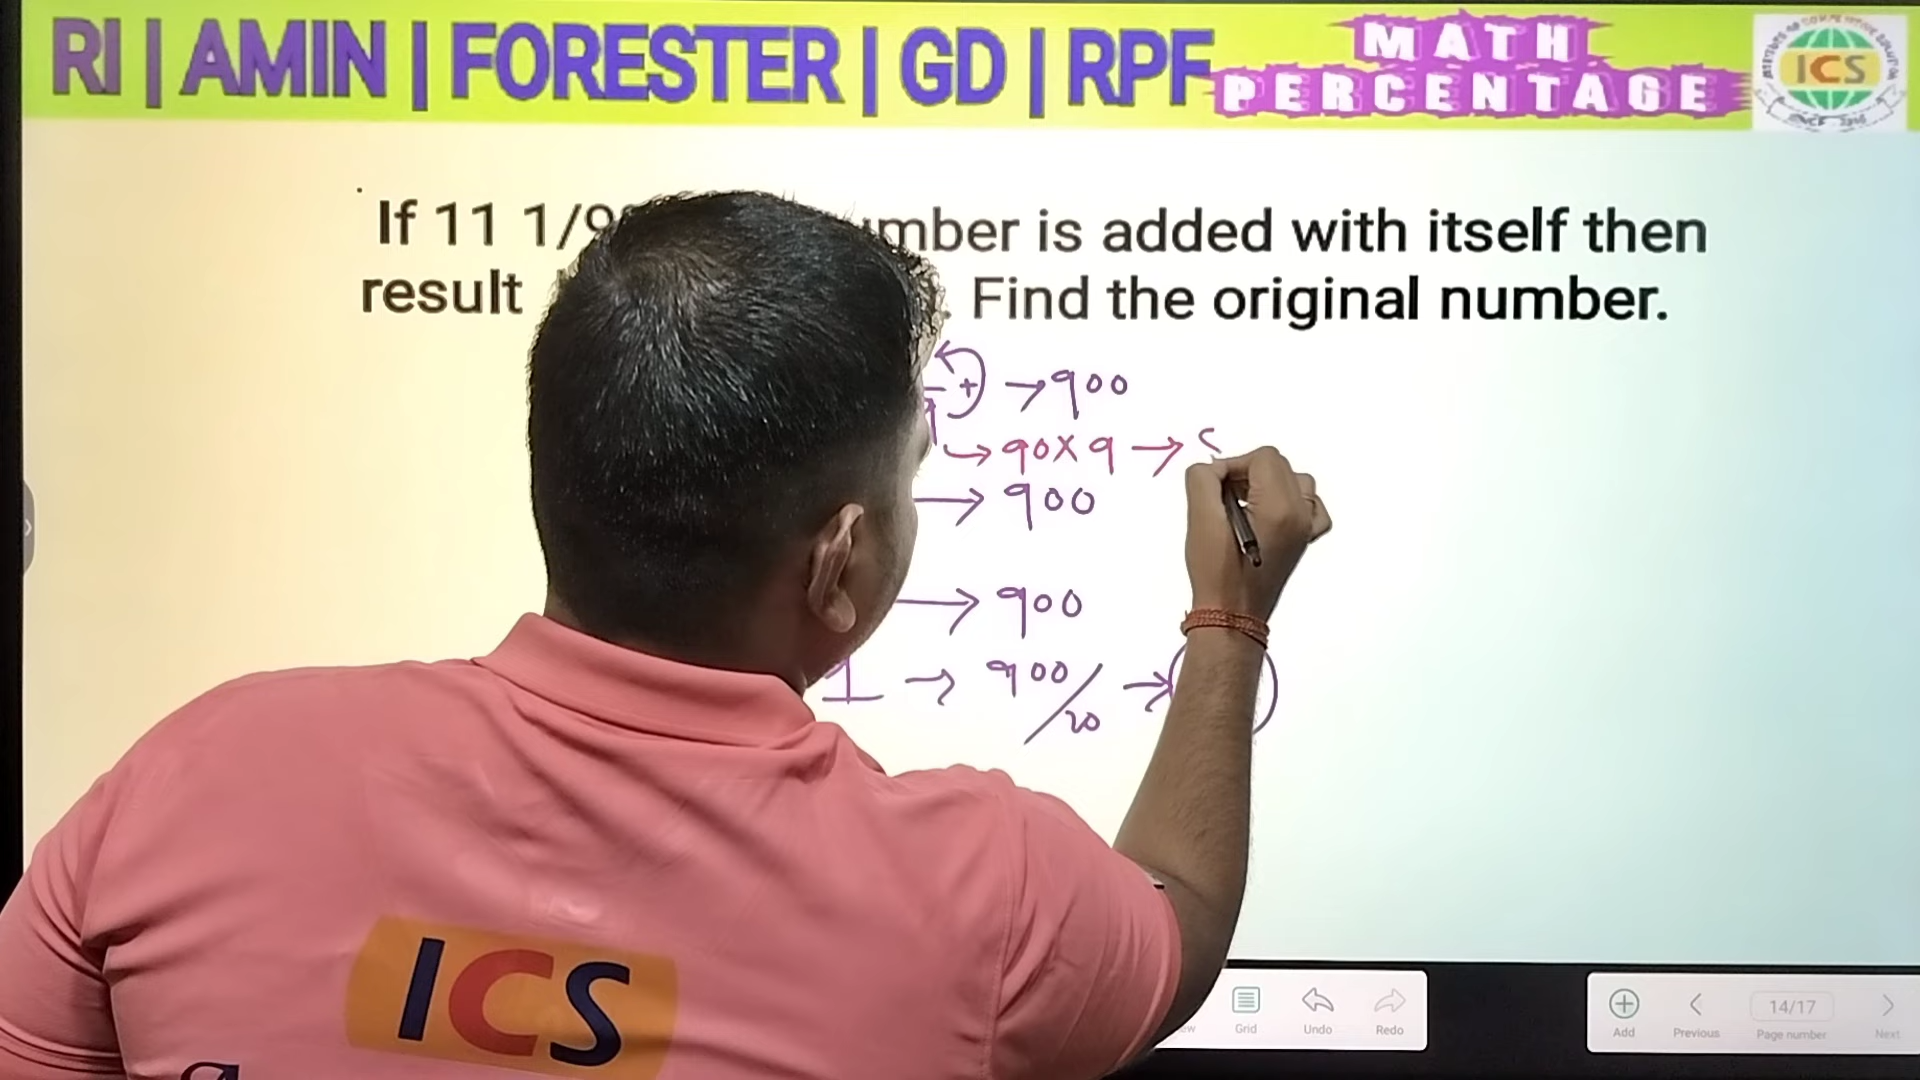 RI | AMIN | FORESTER | GD | RPF
MATH
PERCENTAGE
ICS
If 11 1/9 is added with itself then
result Find the original number.
+ → 900
→ 90 × 9 →
→ 900
→ 900
1 → 900/20 →
ICS
Grid
Undo
Redo
Add
Previous
14/17
Page number
Next